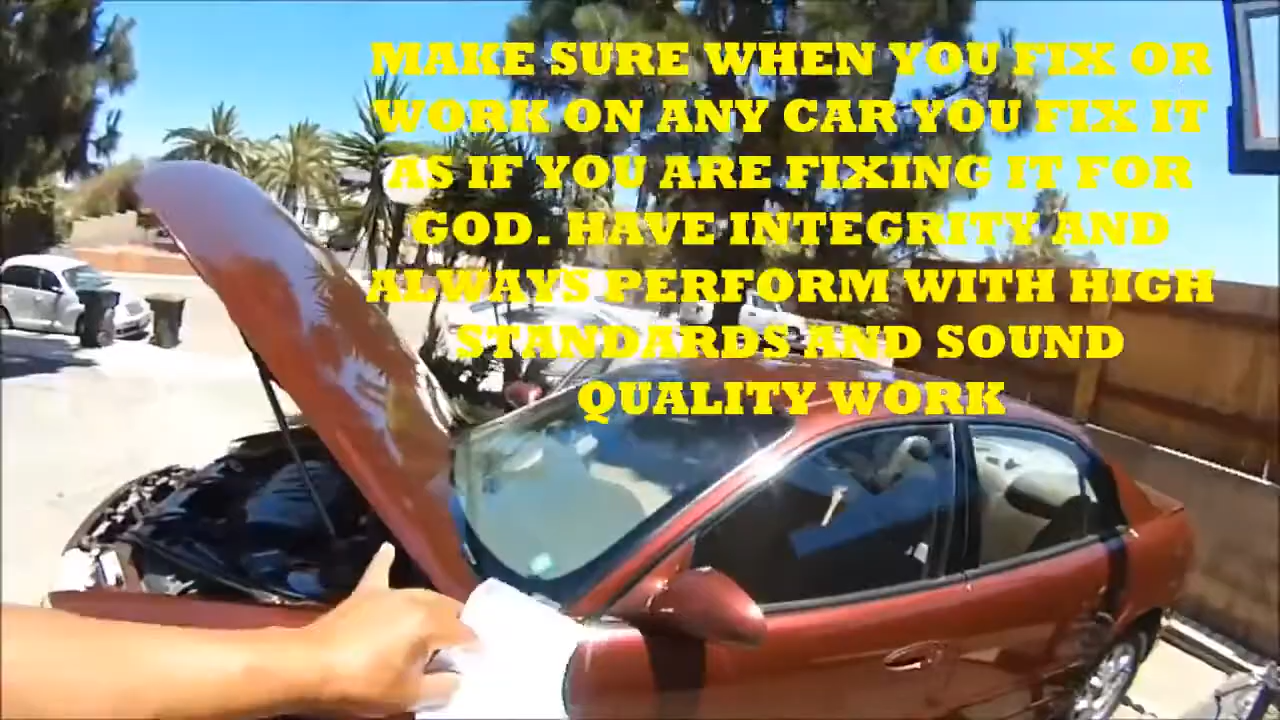 MAKE SURE WHEN YOU FIX OR
WORK ON ANY CAR YOU FIX IT
AS IF YOU ARE FIXING IT FOR
GOD. HAVE INTEGRITY AND
ALWAYS PERFORM WITH HIGH
STANDARDS AND SOUND
QUALITY WORK